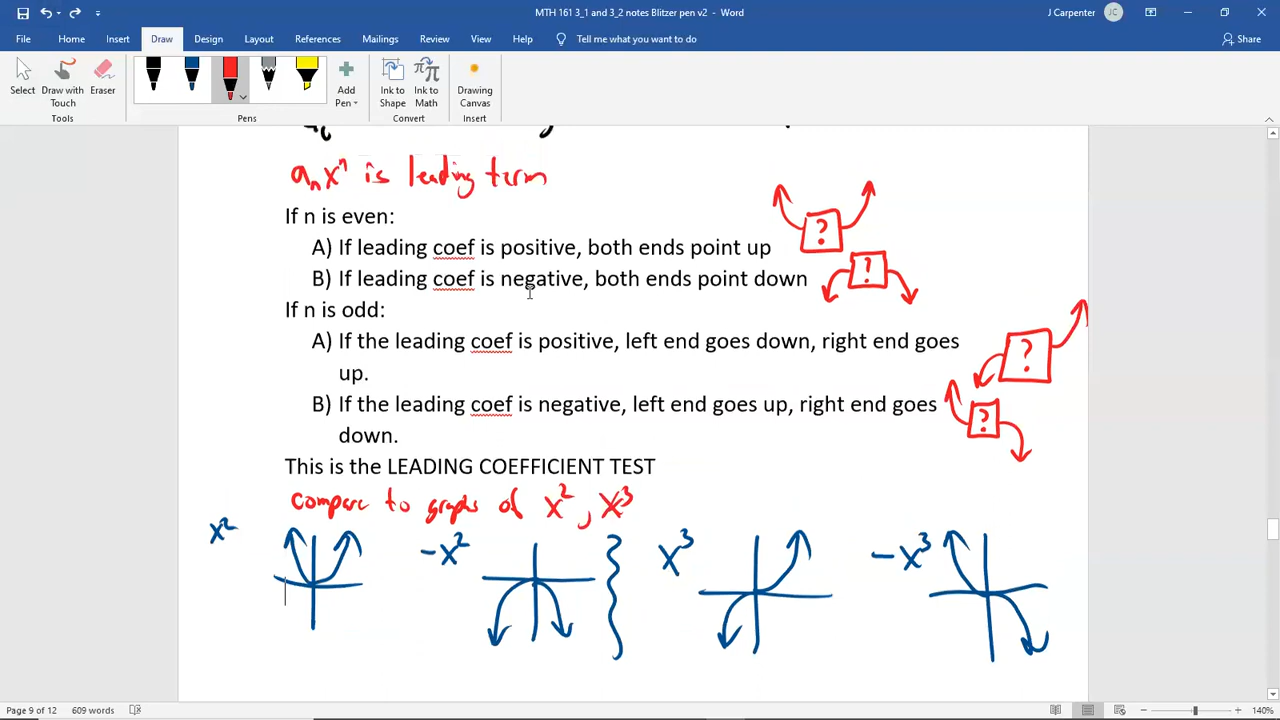 MTH 161 3_1 and 3_2 notes Blitzer pen v2 - Word
J Carpenter JC
File Home Insert Draw Design Layout References Mailings Review View Help Tell me what you want to do Share
Select Draw with Touch Eraser Add Pen Ink to Shape Ink to Math Drawing Canvas
Tools Pens Convert Insert
aₙxⁿ is leading term
If n is even:
A) If leading coef is positive, both ends point up
?
B) If leading coef is negative, both ends point down
?
If n is odd:
A) If the leading coef is positive, left end goes down, right end goes
up.
?
B) If the leading coef is negative, left end goes up, right end goes
down.
?
This is the LEADING COEFFICIENT TEST
compare to graphs of x², x³
x² -x² x³ -x³
Page 9 of 12 609 words 140%